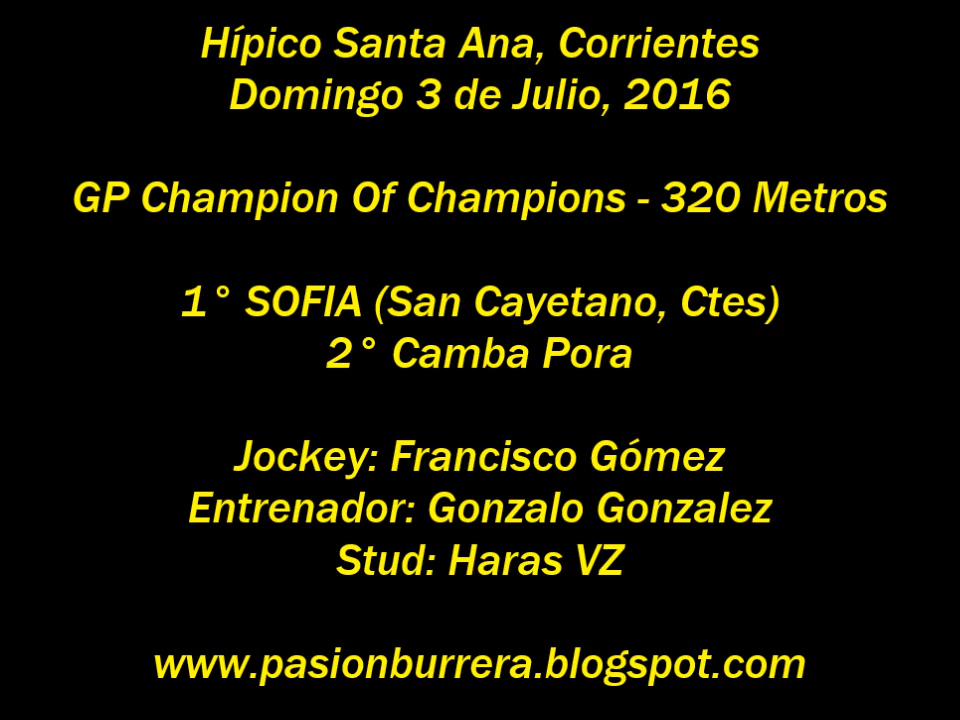 Hípico Santa Ana, Corrientes
Domingo 3 de Julio, 2016
GP Champion Of Champions - 320 Metros
1° SOFIA (San Cayetano, Ctes)
2° Camba Pora
Jockey: Francisco Gómez
Entrenador: Gonzalo Gonzalez
Stud: Haras VZ
www.pasionburrera.blogspot.com